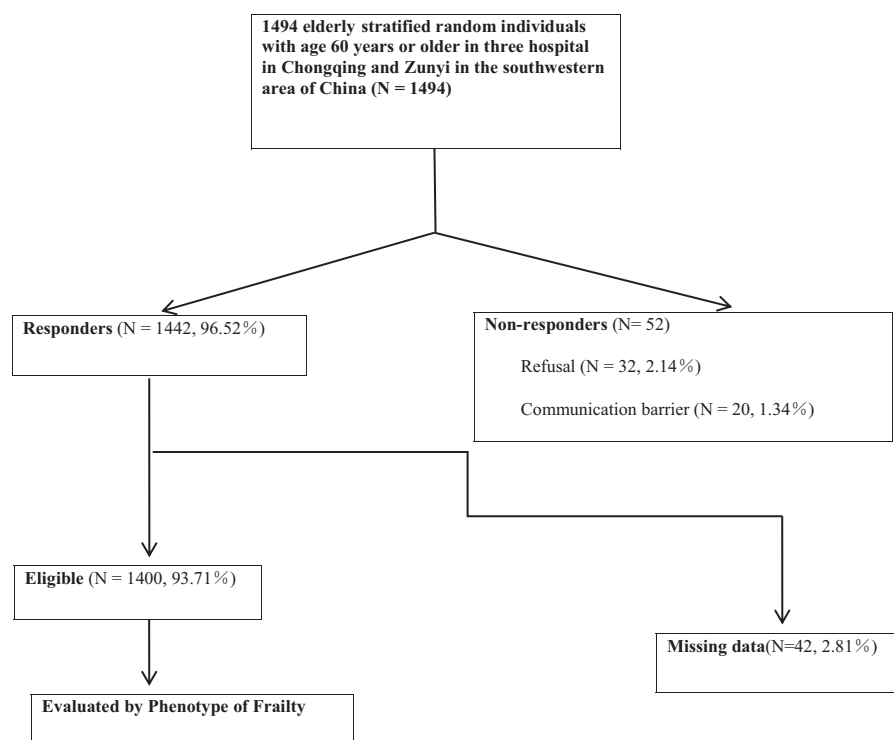 1494 elderly stratified random individuals
with age 60 years or older in three hospital
in Chongqing and Zunyi in the southwestern
area of China (N = 1494)
Responders (N = 1442, 96.52%)
Non-responders (N= 52)
Refusal (N = 32, 2.14%)
Communication barrier (N = 20, 1.34%)
Eligible (N = 1400, 93.71%)
Missing data(N=42, 2.81%)
Evaluated by Phenotype of Frailty